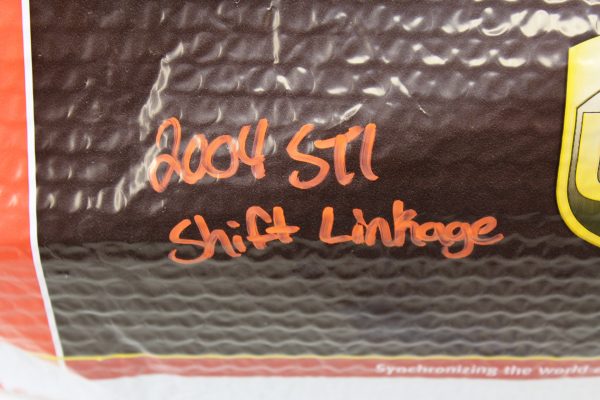 2004 STI
Shift Linkage
Synchronizing the world